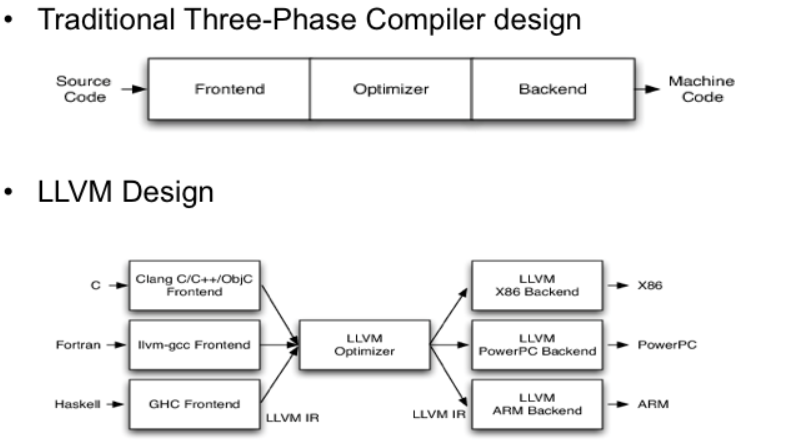 • Traditional Three-Phase Compiler design
Source
Code
Frontend
Optimizer
Backend
Machine
Code
• LLVM Design
C
Clang C/C++/ObjC
Frontend
LLVM
X86 Backend
X86
Fortran
llvm-gcc Frontend
LLVM
Optimizer
LLVM
PowerPC Backend
PowerPC
Haskell
GHC Frontend
LLVM IR
LLVM IR
LLVM
ARM Backend
ARM